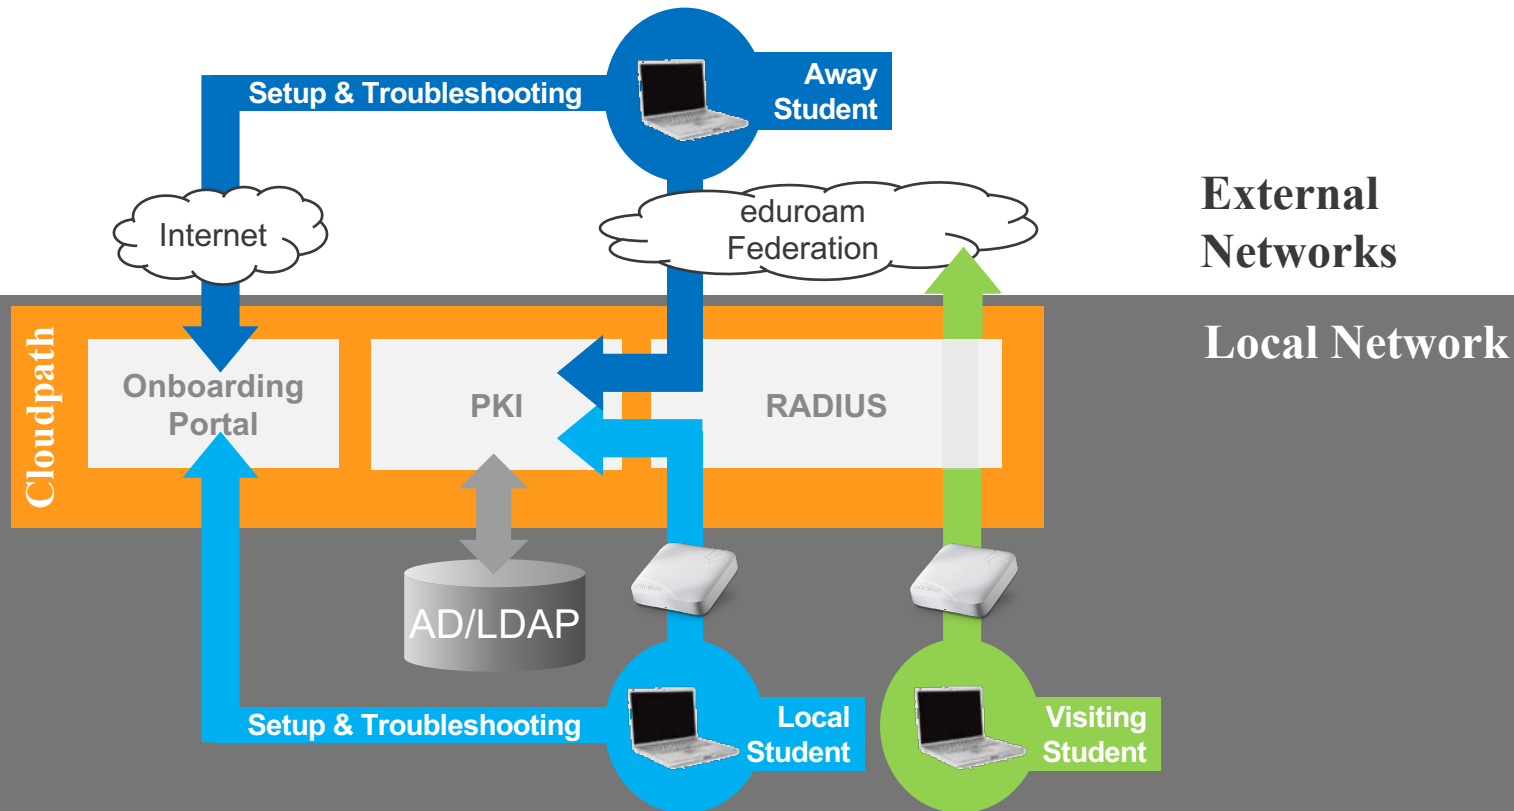 Setup & Troubleshooting
Away
Student
Internet
eduroam
Federation
External
Networks
Local Network
Cloudpath
Onboarding
Portal
PKI
RADIUS
AD/LDAP
Setup & Troubleshooting
Local
Student
Visiting
Student